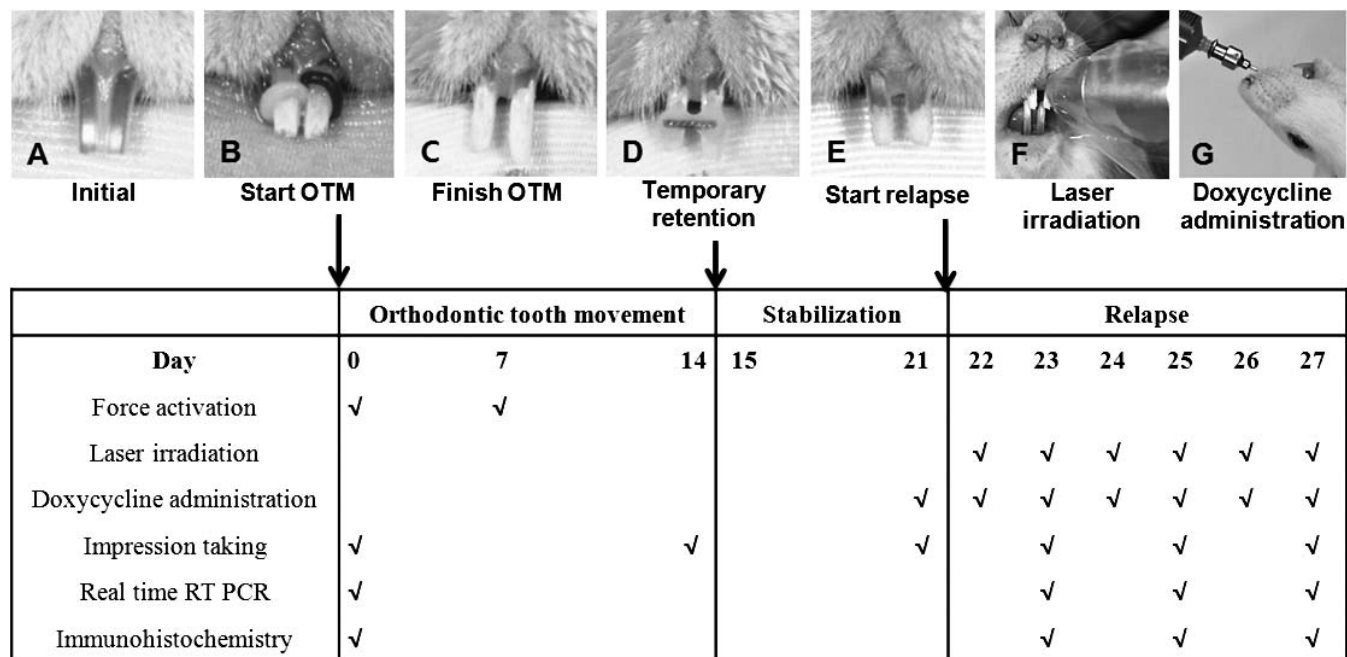 A B C D E F G
Initial Start OTM Finish OTM Temporary retention Start relapse Laser irradiation Doxycycline administration
Orthodontic tooth movement Stabilization Relapse
Day 0 7 14 15 21 22 23 24 25 26 27
Force activation √ √
Laser irradiation √ √ √ √ √ √
Doxycycline administration √ √ √ √ √ √ √
Impression taking √ √ √ √ √ √
Real time RT PCR √ √ √ √
Immunohistochemistry √ √ √ √